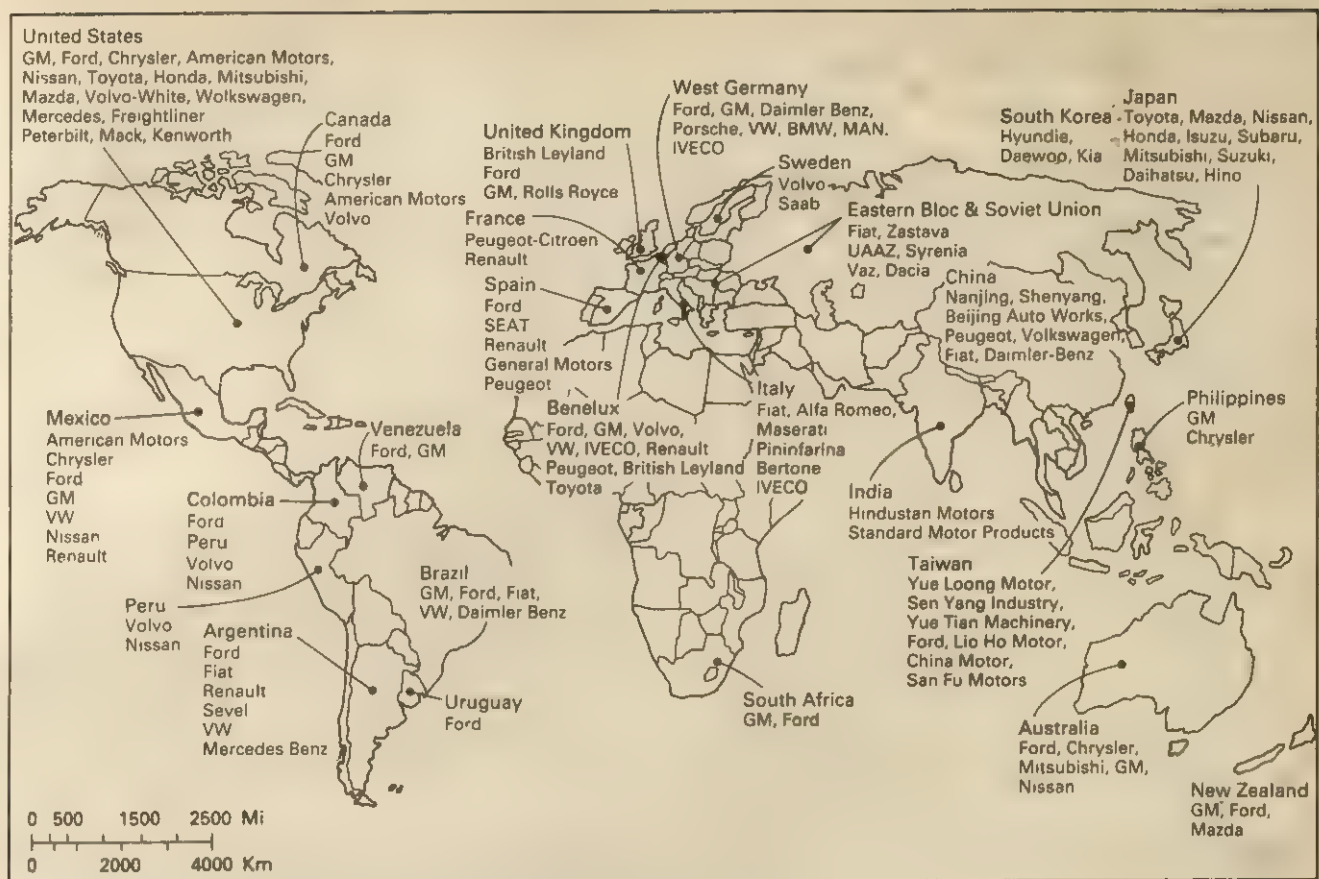 United States
GM, Ford, Chrysler, American Motors,
Nissan, Toyota, Honda, Mitsubishi,
Mazda, Volvo-White, Wolkswagen,
Mercedes, Freightliner
Peterbilt, Mack, Kenworth
Canada
Ford
GM
Chrysler
American Motors
Volvo
United Kingdom
British Leyland
Ford
GM, Rolls Royce
France
Peugeot-Citroen
Renault
Spain
Ford
SEAT
Renault
General Motors
Peugeot
West Germany
Ford, GM, Daimler Benz,
Porsche, VW, BMW, MAN.
IVECO
Sweden
Volvo
Saab
Eastern Bloc & Soviet Union
Fiat, Zastava
UAAZ, Syrenia
Vaz, Dacia
South Korea
Hyundie,
Daewop, Kia
Japan
Toyota, Mazda, Nissan,
Honda, Isuzu, Subaru,
Mitsubishi, Suzuki,
Daihatsu, Hino
China
Nanjing, Shenyang,
Beijing Auto Works,
Peugeot, Volkswagen,
Fiat, Daimler-Benz
Mexico
American Motors
Chrysler
Ford
GM
VW
Nissan
Renault
Venezuela
Ford, GM
Colombia
Ford
Peru
Volvo
Nissan
Peru
Volvo
Nissan
Brazil
GM, Ford, Fiat,
VW, Daimler Benz
Argentina
Ford
Fiat
Renault
Sevel
VW
Mercedes Benz
Uruguay
Ford
Benelux
Ford, GM, Volvo,
VW, IVECO, Renault
Peugeot, British Leyland
Toyota
Italy
Fiat, Alfa Romeo,
Maserati
Pininfarina
Bertone
IVECO
India
Hindustan Motors
Standard Motor Products
Philippines
GM
Chrysler
Taiwan
Yue Loong Motor,
Sen Yang Industry,
Yue Tian Machinery,
Ford, Lio Ho Motor,
China Motor,
San Fu Motors
South Africa
GM, Ford
Australia
Ford, Chrysler,
Mitsubishi, GM,
Nissan
New Zealand
GM, Ford,
Mazda
0 500 1500 2500 Mi
0 2000 4000 Km